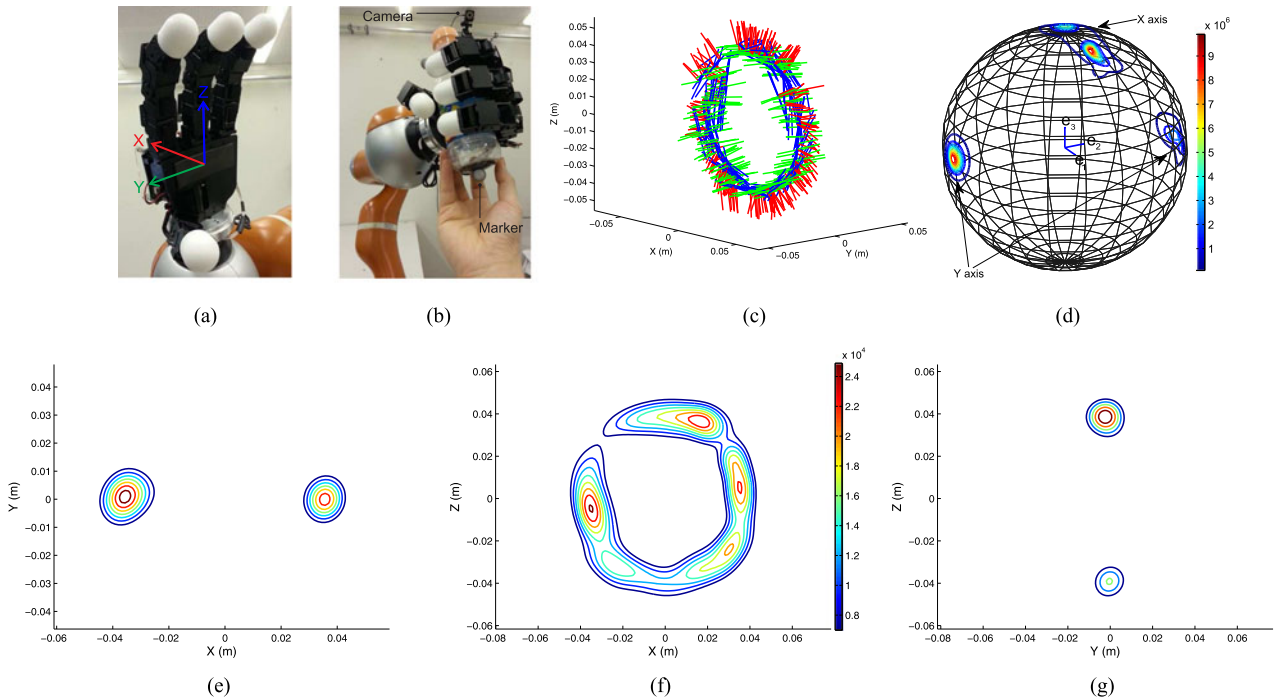 Z
X
Y
(a)
Camera
Marker
(b)
0.05
0.04
0.03
0.02
0.01
0
−0.01
−0.02
−0.03
−0.04
−0.05
Z (m)
−0.05
0
0.05
X (m)
−0.05
0
0.05
Y (m)
(c)
X axis
e3
e2
e1
Y axis
x 10^6
9
8
7
6
5
4
3
2
1
(d)
0.04
0.03
0.02
0.01
0
−0.01
−0.02
−0.03
−0.04
Y (m)
−0.06 −0.04 −0.02 0 0.02 0.04
X (m)
(e)
0.06
0.04
0.02
0
−0.02
−0.04
−0.06
Z (m)
−0.08 −0.06 −0.04 −0.02 0 0.02 0.04 0.06
X (m)
x 10^4
2.4
2.2
2
1.8
1.6
1.4
1.2
1
0.8
(f)
0.06
0.04
0.02
0
−0.02
−0.04
−0.06
Z (m)
−0.08 −0.06 −0.04 −0.02 0 0.02 0.04 0.06
Y (m)
(g)